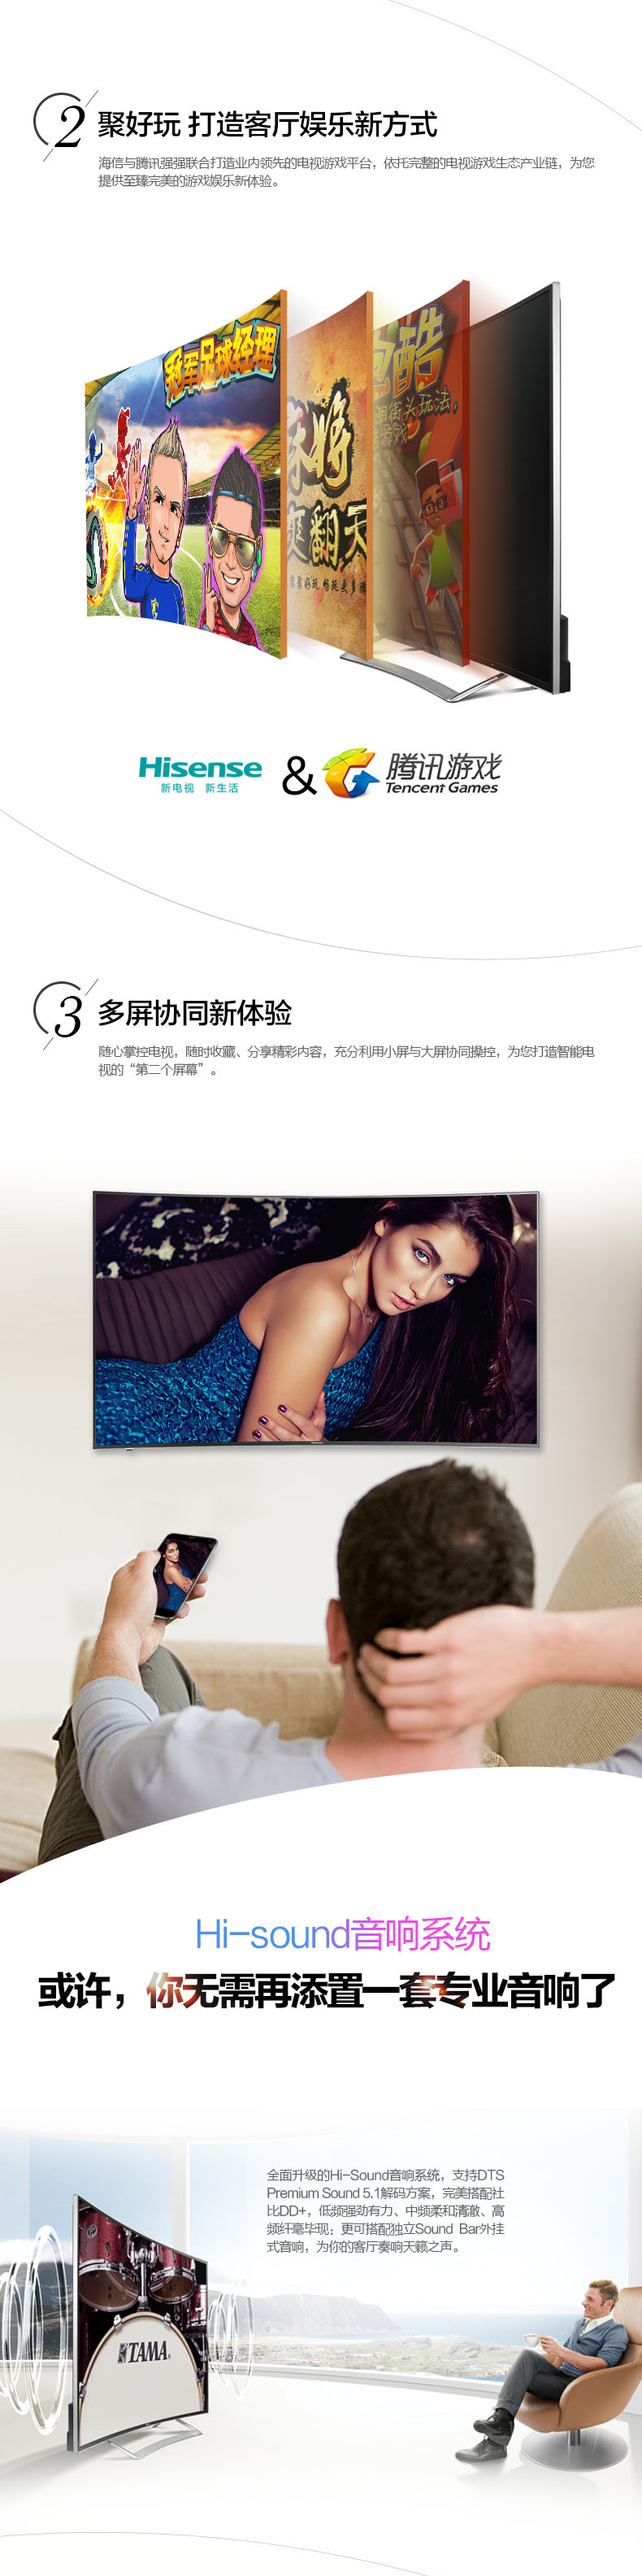 2 聚好玩 打造客厅娱乐新方式
海信与腾讯强强联合打造业内领先的电视游戏平台，依托完整的电视游戏生态产业链，为您
提供至臻完美的游戏娱乐新体验。
冠军足球经理
麻将
翻天
酷
街头玩法，
游戏
Hisense & 腾讯游戏
新电视 新生活 Tencent Games
3 多屏协同新体验
随心掌控电视，随时收藏、分享精彩内容，充分利用小屏与大屏协同操控，为您打造智能电
视的“第二个屏幕”。
Hi-sound音响系统
或许，你无需再添置一套专业音响了
全面升级的Hi-Sound音响系统，支持DTS
Premium Sound 5.1解码方案，完美搭配杜
比DD+，低频强劲有力、中频柔和清澈、高
频纤毫毕现；更可搭配独立Sound Bar外挂
式音响，为你的客厅奏响天籁之声。
TAMA